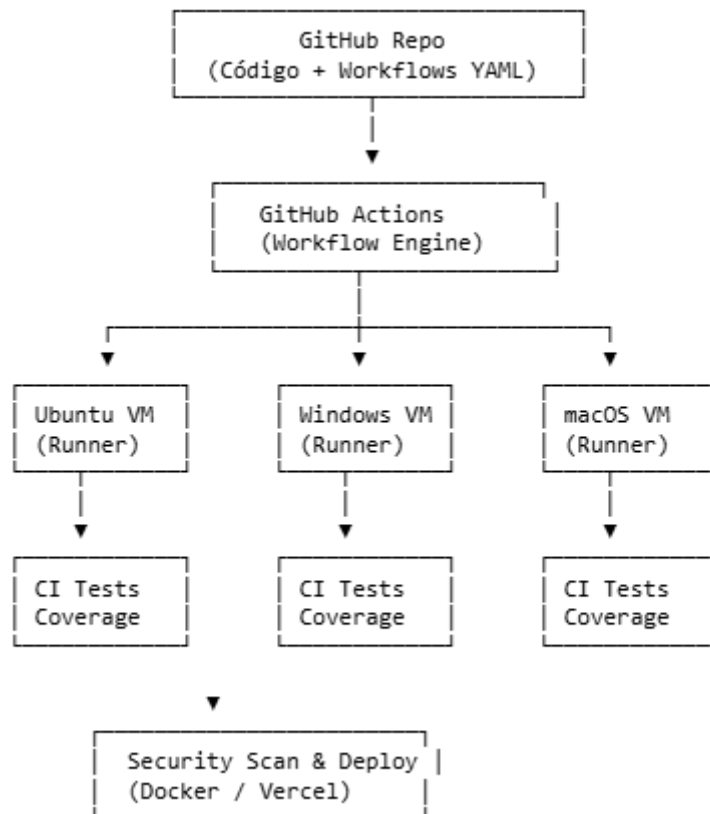 GitHub Repo
(Código + Workflows YAML)
GitHub Actions
(Workflow Engine)
Ubuntu VM
(Runner)
Windows VM
(Runner)
macOS VM
(Runner)
CI Tests
Coverage
CI Tests
Coverage
CI Tests
Coverage
Security Scan & Deploy
(Docker / Vercel)